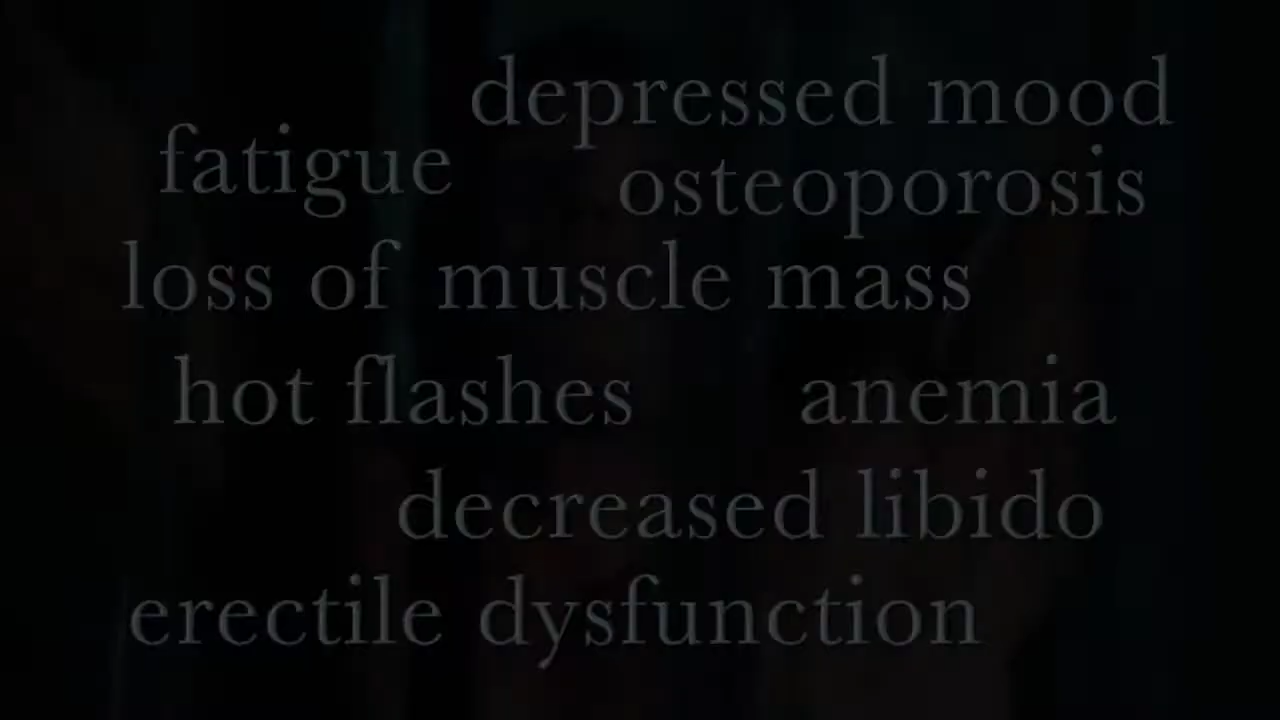 depressed mood
fatigue
osteoporosis
loss of muscle mass
hot flashes anemia
decreased libido
erectile dysfunction